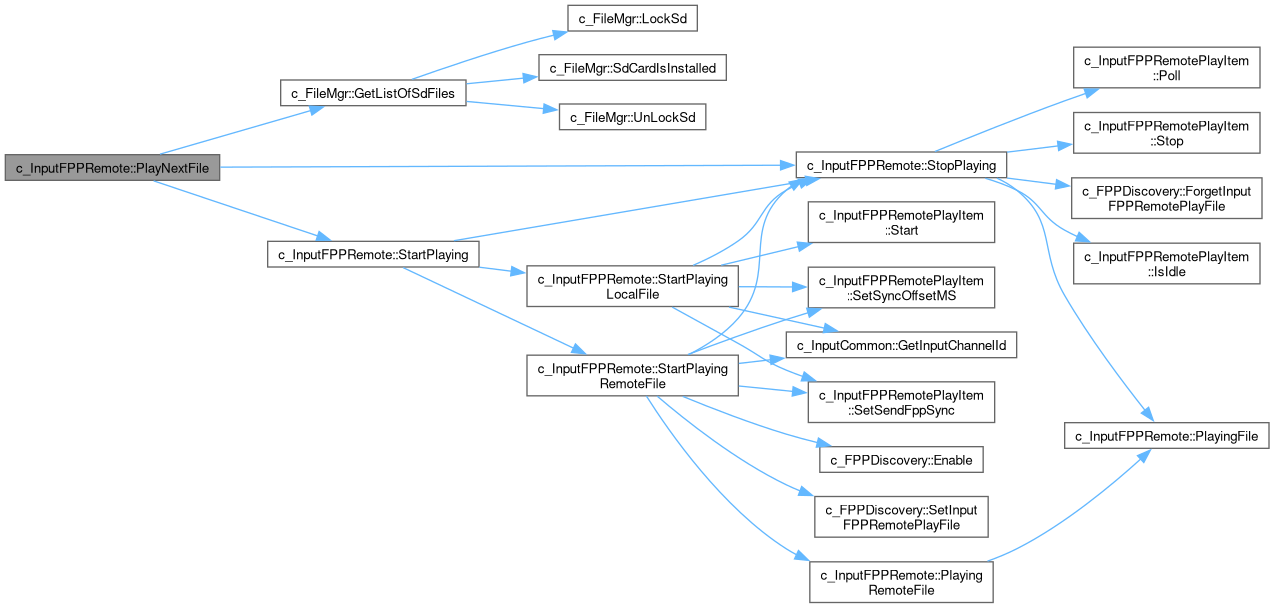 c_InputFPPRemote::PlayNextFile
c_FileMgr::GetListOfSdFiles
c_FileMgr::LockSd
c_FileMgr::SdCardIsInstalled
c_FileMgr::UnLockSd
c_InputFPPRemote::StartPlaying
c_InputFPPRemote::StartPlaying
LocalFile
c_InputFPPRemote::StartPlaying
RemoteFile
c_InputFPPRemote::StopPlaying
c_InputFPPRemotePlayItem
::Start
c_InputFPPRemotePlayItem
::SetSyncOffsetMS
c_InputCommon::GetInputChannelId
c_InputFPPRemotePlayItem
::SetSendFppSync
c_FPPDiscovery::Enable
c_FPPDiscovery::SetInput
FPPRemotePlayFile
c_InputFPPRemote::Playing
RemoteFile
c_InputFPPRemotePlayItem
::Poll
c_InputFPPRemotePlayItem
::Stop
c_FPPDiscovery::ForgetInput
FPPRemotePlayFile
c_InputFPPRemotePlayItem
::IsIdle
c_InputFPPRemote::PlayingFile